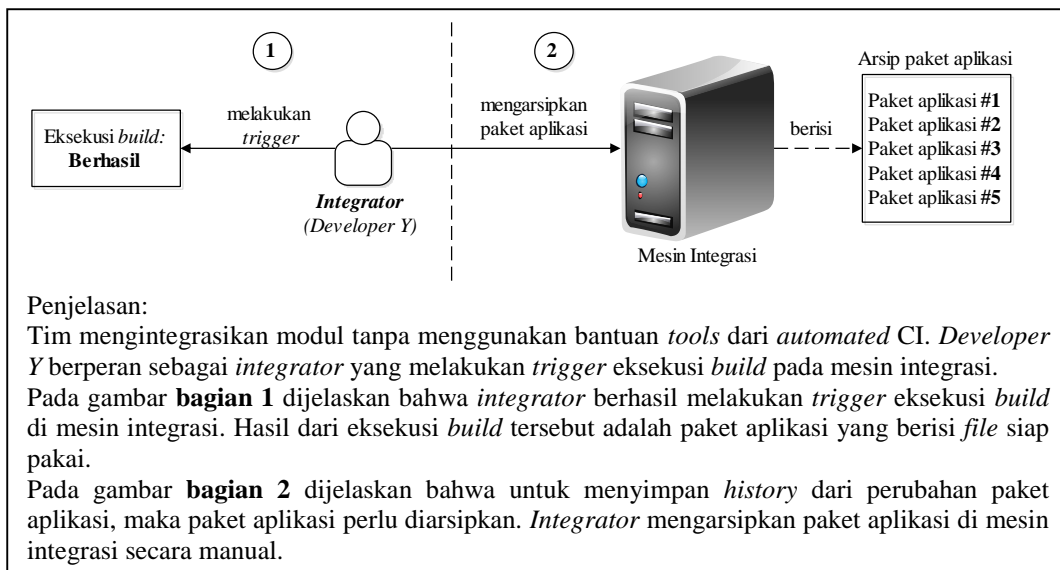 1
2
Arsip paket aplikasi
Eksekusi build:
Berhasil
melakukan
trigger
mengarsipkan
paket aplikasi
berisi
Paket aplikasi #1
Paket aplikasi #2
Paket aplikasi #3
Paket aplikasi #4
Paket aplikasi #5
Integrator
(Developer Y)
Mesin Integrasi
Penjelasan:
Tim mengintegrasikan modul tanpa menggunakan bantuan tools dari automated CI. Developer
Y berperan sebagai integrator yang melakukan trigger eksekusi build pada mesin integrasi.
Pada gambar bagian 1 dijelaskan bahwa integrator berhasil melakukan trigger eksekusi build
di mesin integrasi. Hasil dari eksekusi build tersebut adalah paket aplikasi yang berisi file siap
pakai.
Pada gambar bagian 2 dijelaskan bahwa untuk menyimpan history dari perubahan paket
aplikasi, maka paket aplikasi perlu diarsipkan. Integrator mengarsipkan paket aplikasi di mesin
integrasi secara manual.